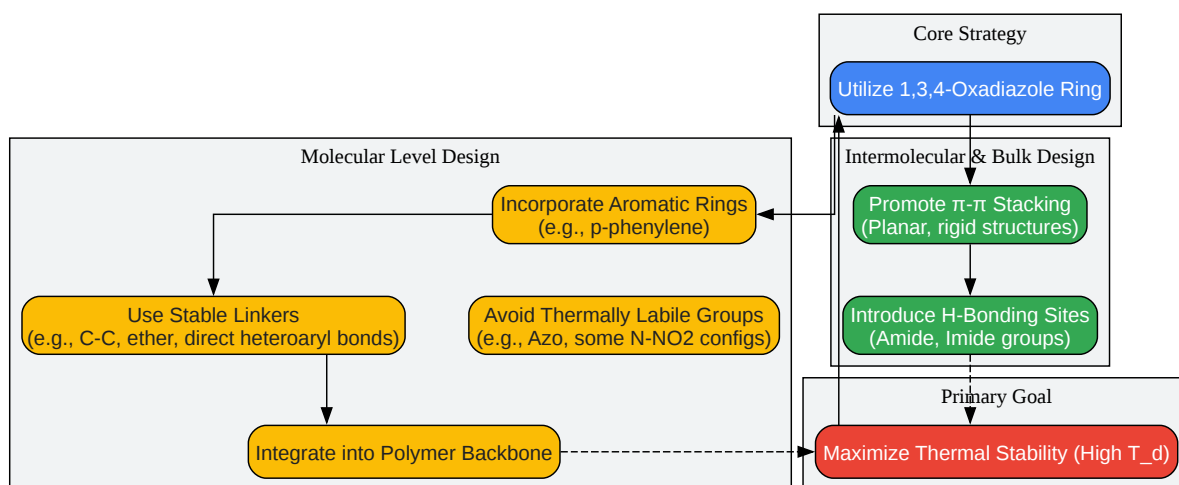 Core Strategy
Utilize 1,3,4-Oxadiazole Ring
Molecular Level Design
Intermolecular & Bulk Design
Incorporate Aromatic Rings
(e.g., p-phenylene)
Promote π-π Stacking
(Planar, rigid structures)
Use Stable Linkers
(e.g., C-C, ether, direct heteroaryl bonds)
Avoid Thermally Labile Groups
(e.g., Azo, some N-NO2 configs)
Introduce H-Bonding Sites
(Amide, Imide groups)
Primary Goal
Integrate into Polymer Backbone
Maximize Thermal Stability (High T_d)